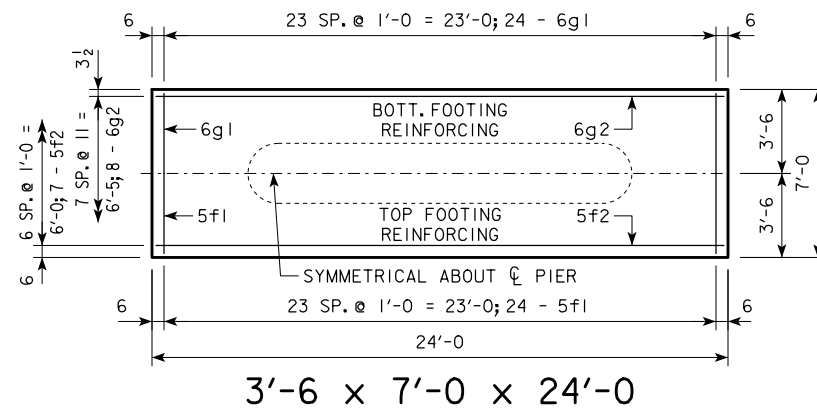 6
23 SP. @ 1'-0 = 23'-0; 24 - 6g1
6
3 1/2
6 SP. @ 1'-0 =
6'-0; 7 - 5f2
7 SP. @ 11 =
6'-5; 8 - 6g2
6
BOTT. FOOTING
REINFORCING
6g1
6g2
3'-6
3'-6
7'-0
5f1
TOP FOOTING
REINFORCING
5f2
SYMMETRICAL ABOUT ℄ PIER
6
23 SP. @ 1'-0 = 23'-0; 24 - 5f1
6
24'-0
3'-6 x 7'-0 x 24'-0